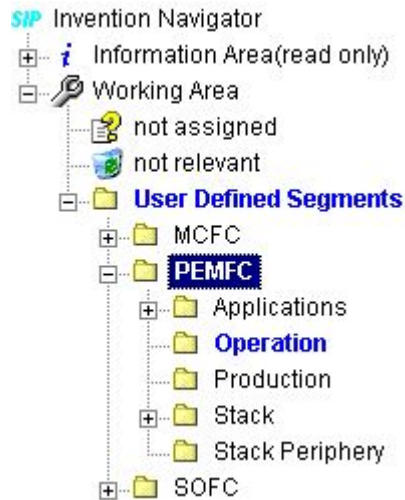 SIP Invention Navigator
i Information Area(read only)
Working Area
not assigned
not relevant
User Defined Segments
MCFC
PEMFC
Applications
Operation
Production
Stack
Stack Periphery
SOFC